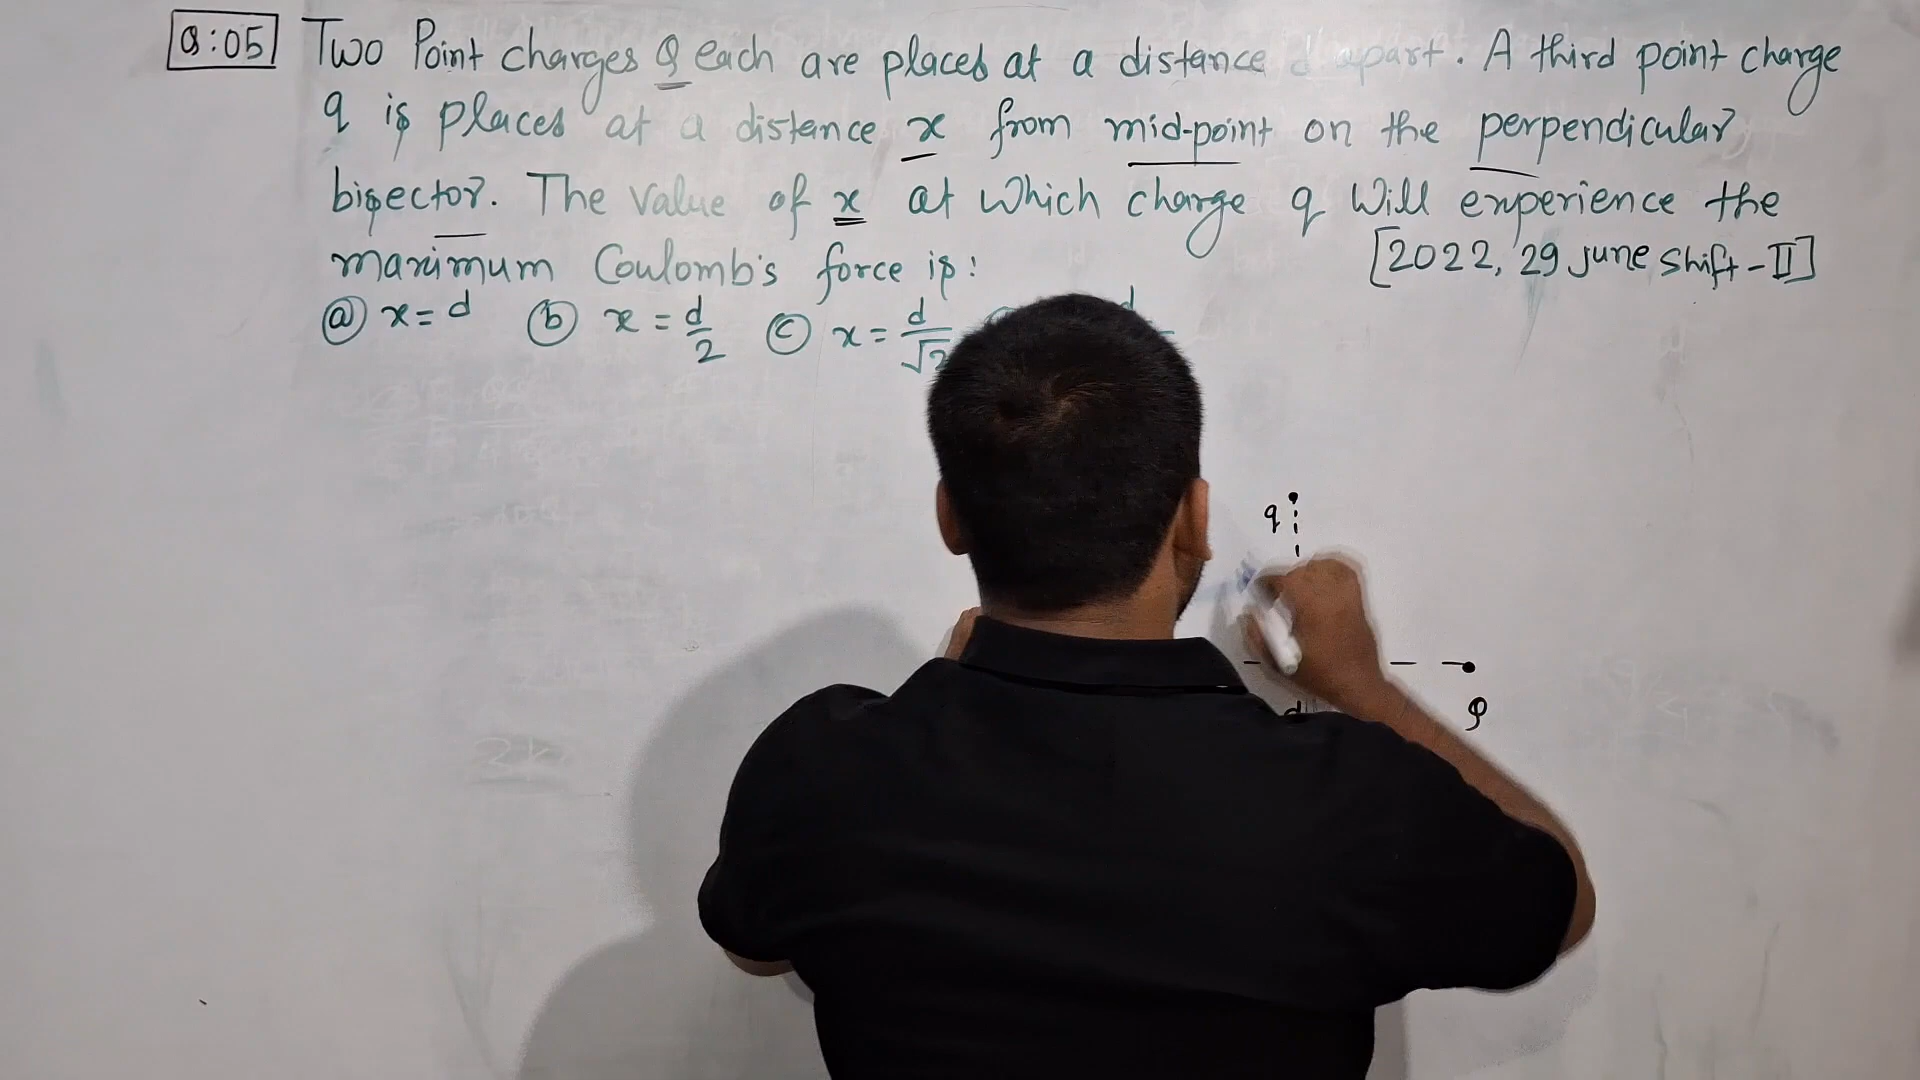 Q:05 Two Point charges Q each are placed at a distance d apart. A third point charge
q is placed at a distance x from mid-point on the perpendicular
bisector. The value of x at which charge q will experience the
maximum Coulomb's force is:
[2022, 29 june shift-II]
(a) x = d (b) x = d/2 (c) x = d/√2 d
q
d
Q